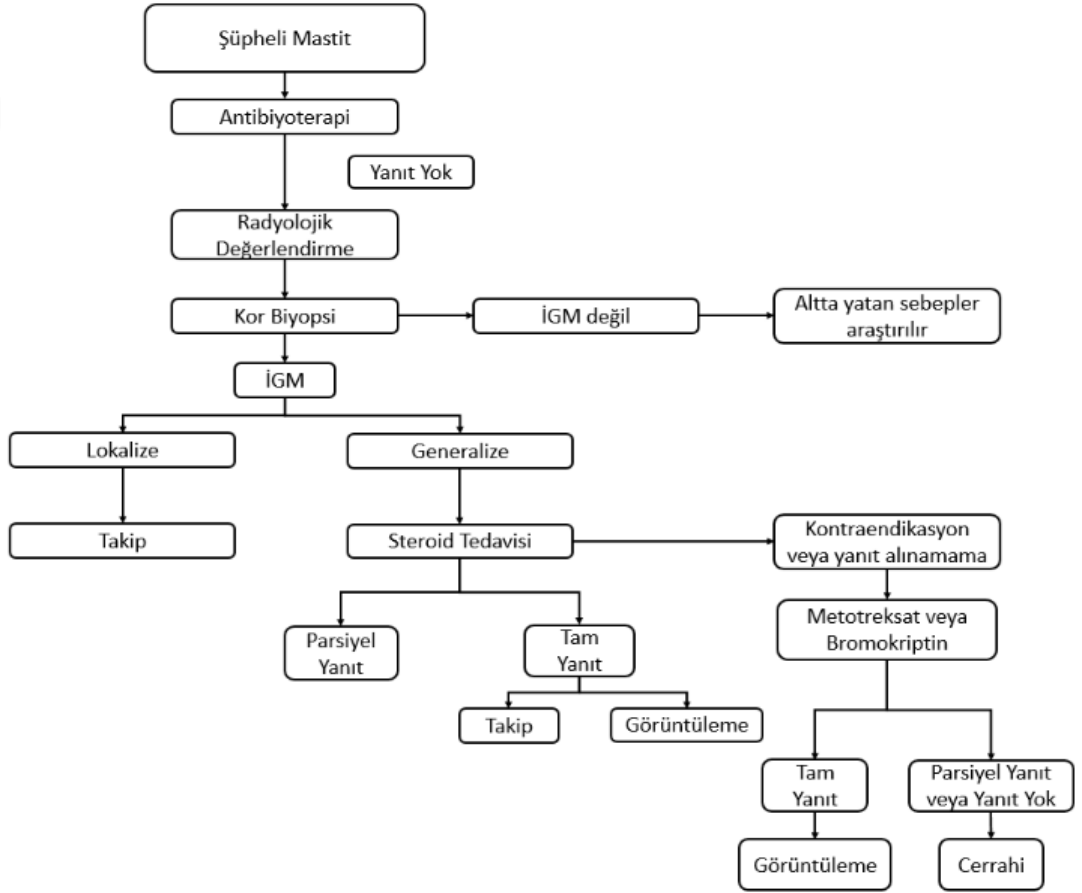 Şüpheli Mastit
Antibiyoterapi
Yanıt Yok
Radyolojik
Değerlendirme
Kor Biyopsi
İGM değil
Altta yatan sebepler
araştırılır
İGM
Lokalize
Generalize
Takip
Steroid Tedavisi
Kontraendikasyon
veya yanıt alınamama
Parsiyel
Yanıt
Tam
Yanıt
Metotreksat veya
Bromokriptin
Takip
Görüntüleme
Tam
Yanıt
Parsiyel Yanıt
veya Yanıt Yok
Görüntüleme
Cerrahi